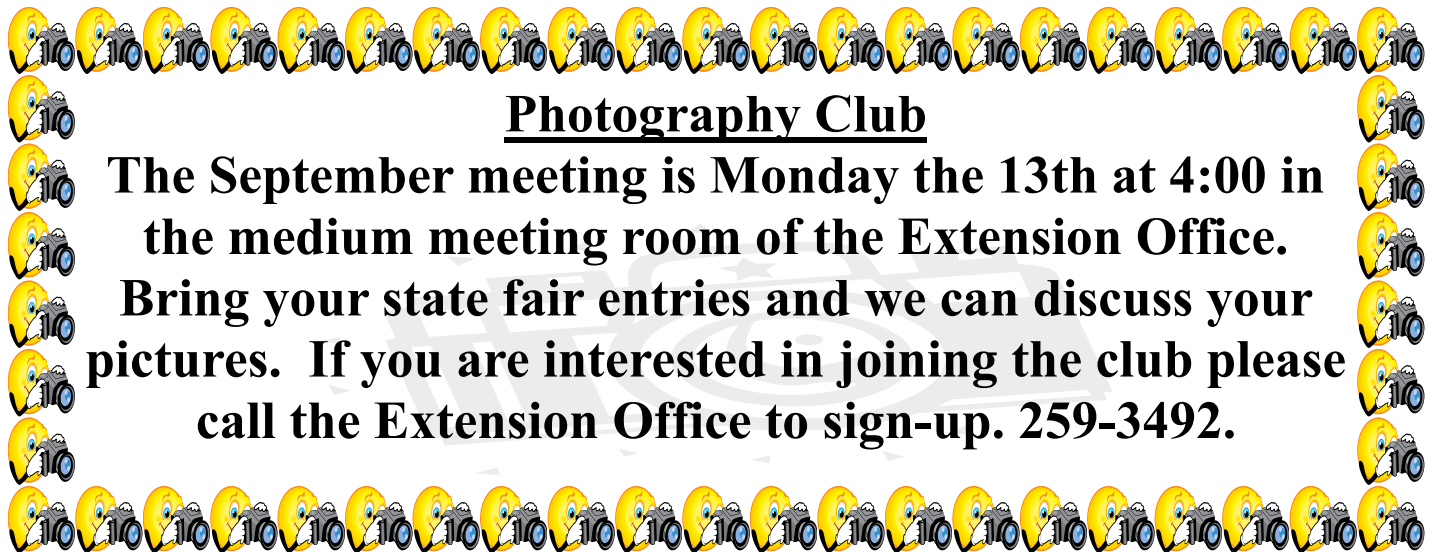 Photography Club
The September meeting is Monday the 13th at 4:00 in
the medium meeting room of the Extension Office.
Bring your state fair entries and we can discuss your
pictures.  If you are interested in joining the club please
call the Extension Office to sign-up. 259-3492.